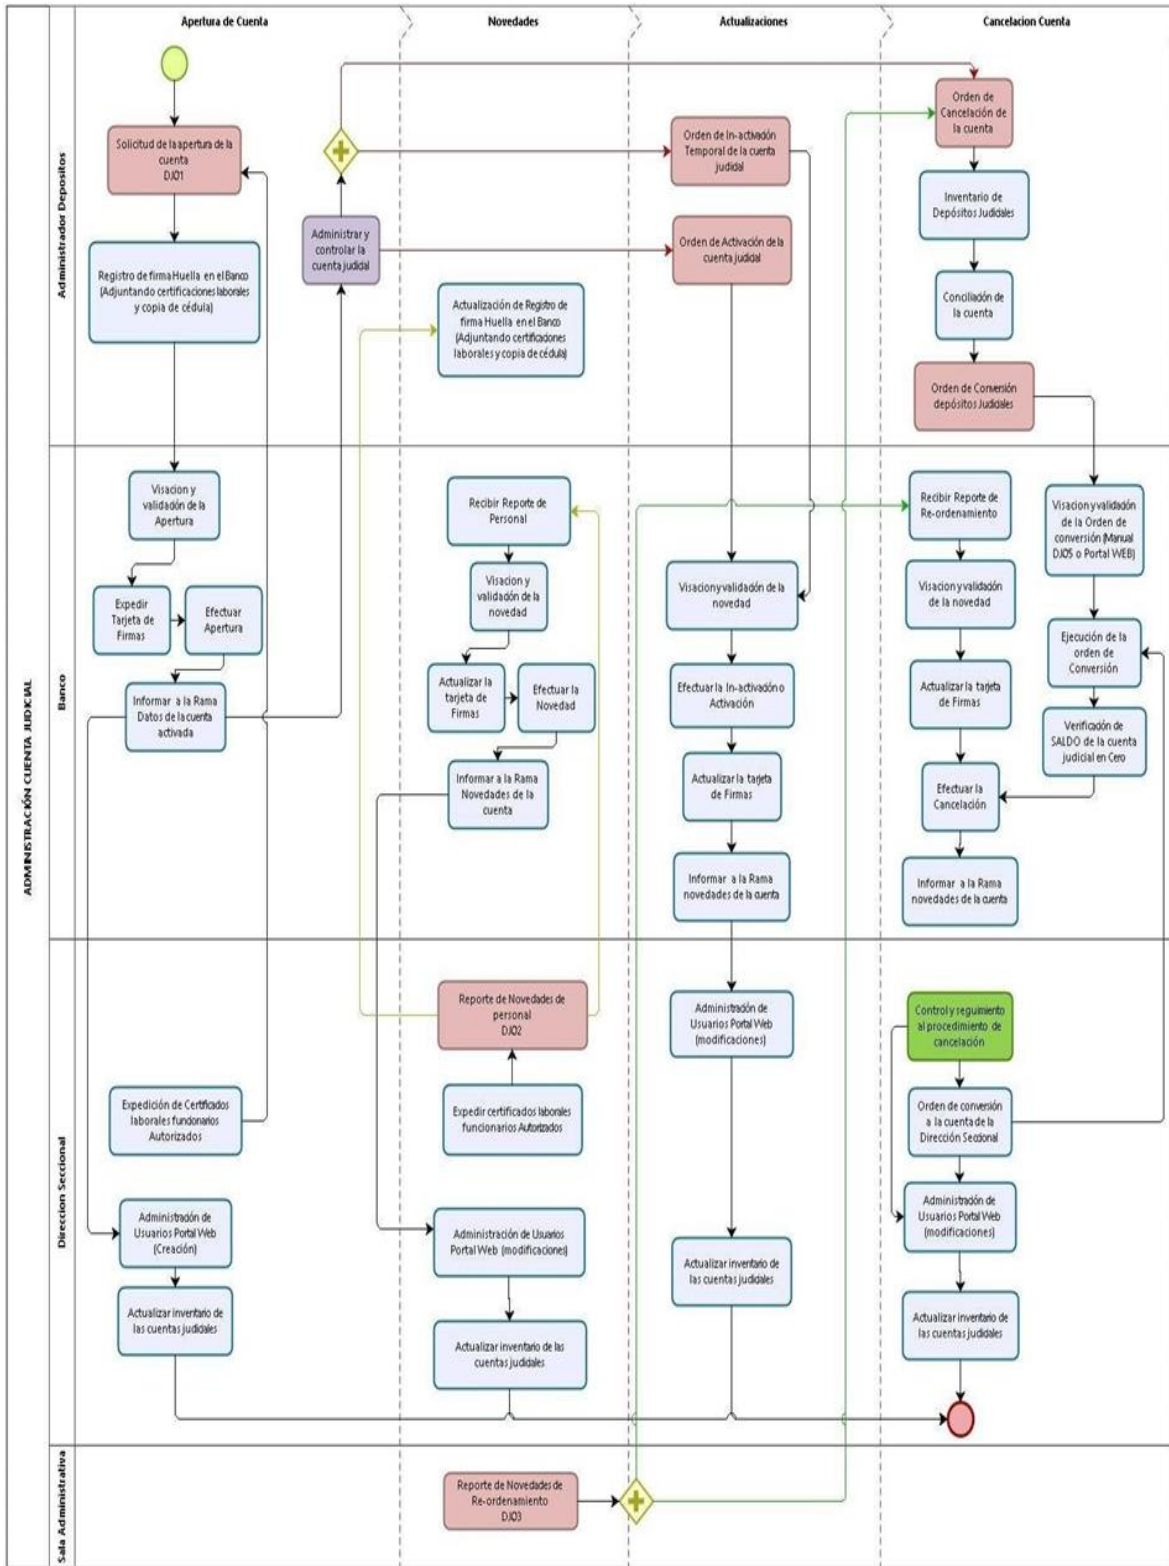 Apertura de Cuenta
Novedades
Actualizaciones
Cancelacion Cuenta
ADMINISTRACIÓN CUENTA JUDICIAL
Administrador Depositos
Solicitud de la apertura de la
cuenta
DJ01
Registro de firma Huella en el Banco
(Adjuntando certificaciones laborales
y copia de cédula)
Administrar y
controlar la
cuenta judicial
Actualización de Registro de
firma Huella en el Banco
(Adjuntando certificaciones
laborales y copia de cédula)
Orden de In-activación
Temporal de la cuenta
judicial
Orden de Activación de la
cuenta judicial
Orden de
Cancelación de
la cuenta
Inventario de
Depósitos Judiciales
Conciliación de
la cuenta
Orden de Conversión
depósitos Judiciales
Banco
Visacion y
validación de la
Apertura
Expedir
Tarjeta de
Firmas
Efectuar
Apertura
Informar a la Rama
Datos de la cuenta
activada
Recibir Reporte de
Personal
Visacion y
validación de la
novedad
Actualizar la
tarjeta de
Firmas
Efectuar la
Novedad
Informar a la Rama
Novedades de la
cuenta
Visacion y validación de la
novedad
Efectuar la In-activación o
Activación
Actualizar la tarjeta
de Firmas
Informar a la Rama
novedades de la cuenta
Recibir Reporte de
Re-ordenamiento
Visacion y validación
de la novedad
Actualizar la tarjeta
de Firmas
Efectuar la
Cancelación
Informar a la Rama
novedades de la cuenta
Visacion y validación
de la Orden de
conversión (Manual
DJ05 o Portal WEB)
Ejecución de la
orden de
Conversión
Verificación de
SALDO de la cuenta
judicial en Cero
Direccion Seccional
Expedición de Certificados
laborales funcionarios
Autorizados
Administración de
Usuarios Portal Web
(Creación)
Actualizar inventario de
las cuentas judiciales
Reporte de Novedades de
personal
DJ02
Expedir certificados laborales
funcionarios Autorizados
Administración de Usuarios
Portal Web (modificaciones)
Actualizar inventario de las
cuentas judiciales
Administración de
Usuarios Portal Web
(modificaciones)
Actualizar inventario de
las cuentas judiciales
Control y seguimiento
al procedimiento de
cancelación
Orden de conversión
a la cuenta de la
Dirección Seccional
Administración de
Usuarios Portal Web
(modificaciones)
Actualizar inventario de
las cuentas judiciales
Sala Administrativa
Reporte de Novedades de
Re-ordenamiento
DJ03